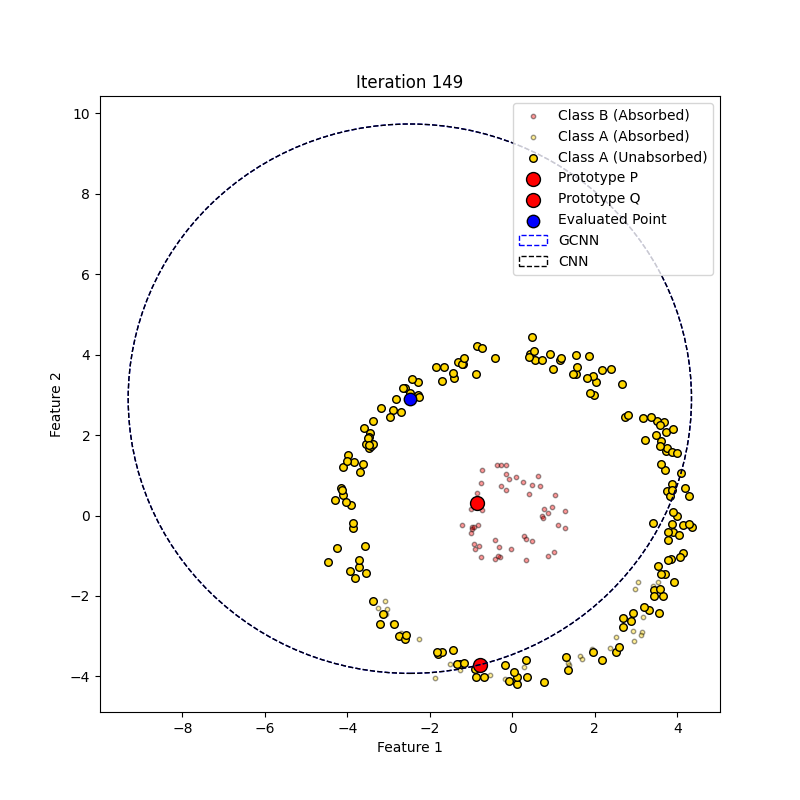 Iteration 149
Class B (Absorbed)
Class A (Absorbed)
Class A (Unabsorbed)
Prototype P
Prototype Q
Evaluated Point
GCNN
CNN
10
8
6
4
2
0
−2
−4
Feature 2
−8
−6
−4
−2
0
2
4
Feature 1